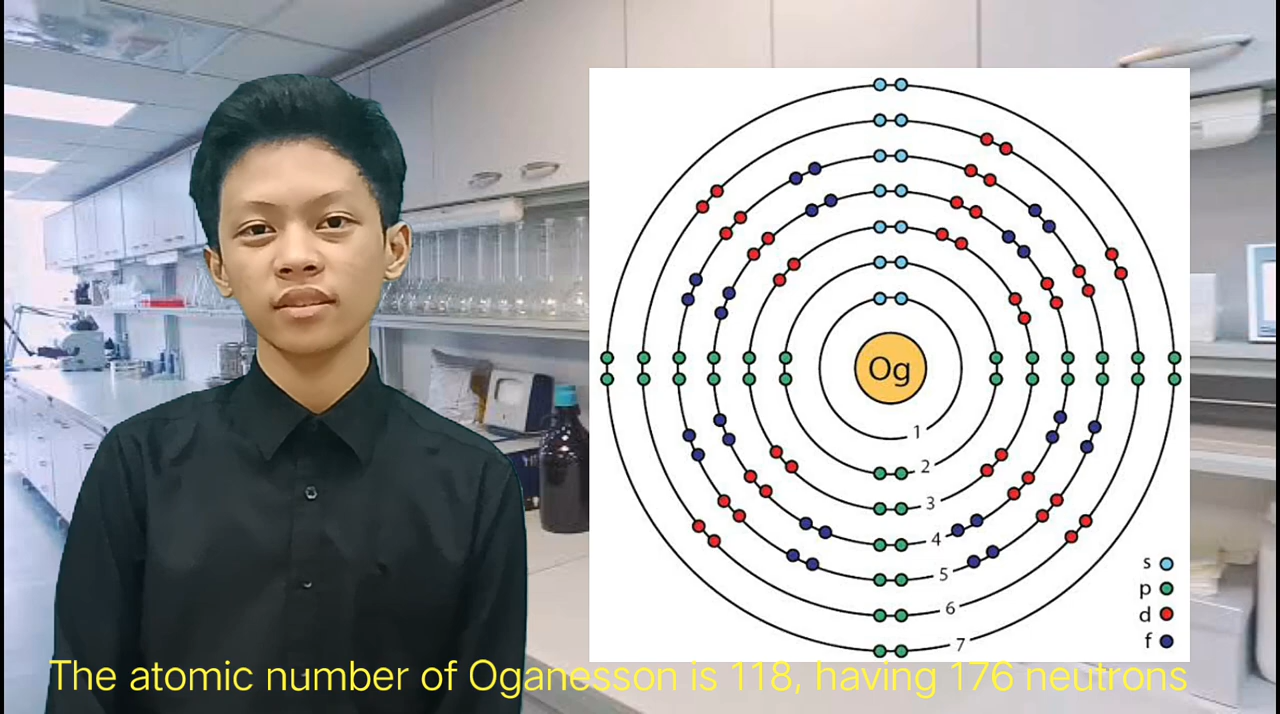 Og
1
2
3
4
5
6
7
s
p
d
f
The atomic number of Oganesson is 118, having 176 neutrons